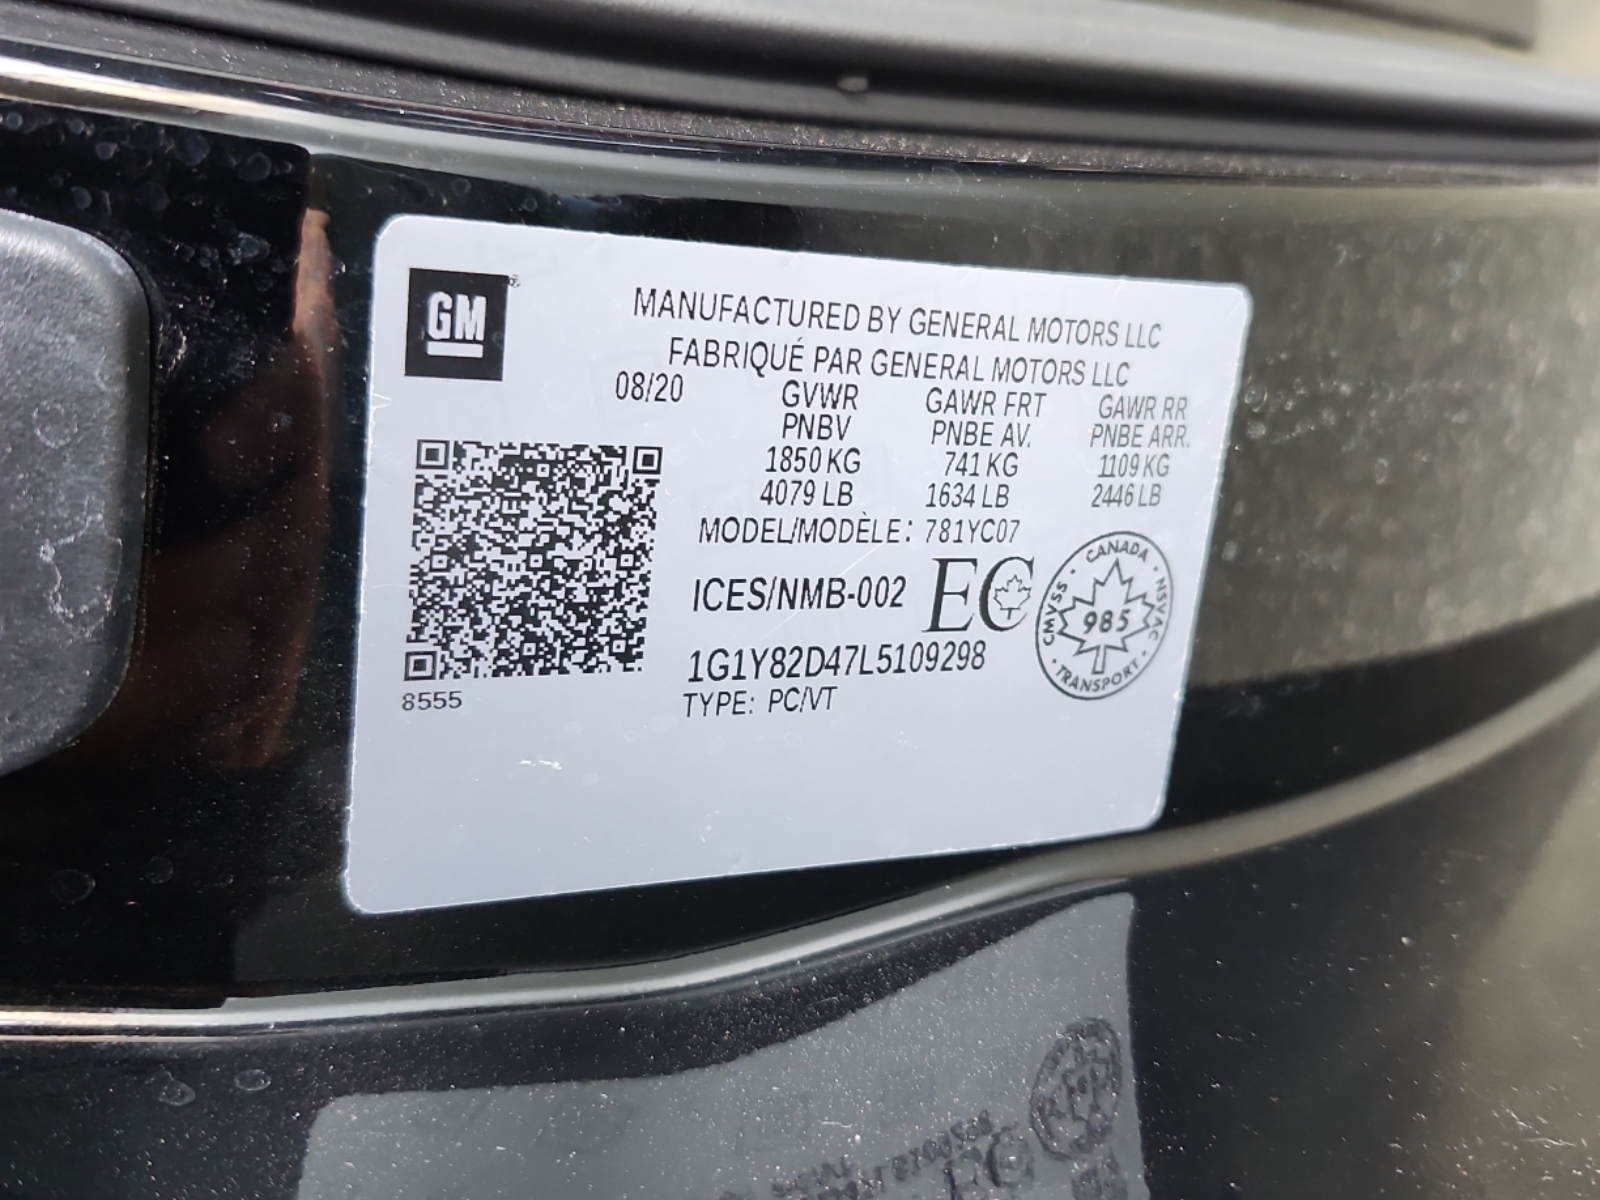 GM
MANUFACTURED BY GENERAL MOTORS LLC
FABRIQUÉ PAR GENERAL MOTORS LLC
08/20 GVWR GAWR FRT GAWR RR
PNBV PNBE AV. PNBE ARR.
1850 KG 741 KG 1109 KG
4079 LB 1634 LB 2446 LB
MODEL/MODÈLE: 781YC07
ICES/NMB-002 EC
CANADA · NSVAC · TRANSPORT · CMVSS ·
985
1G1Y82D47L5109298
TYPE: PC/VT
8555